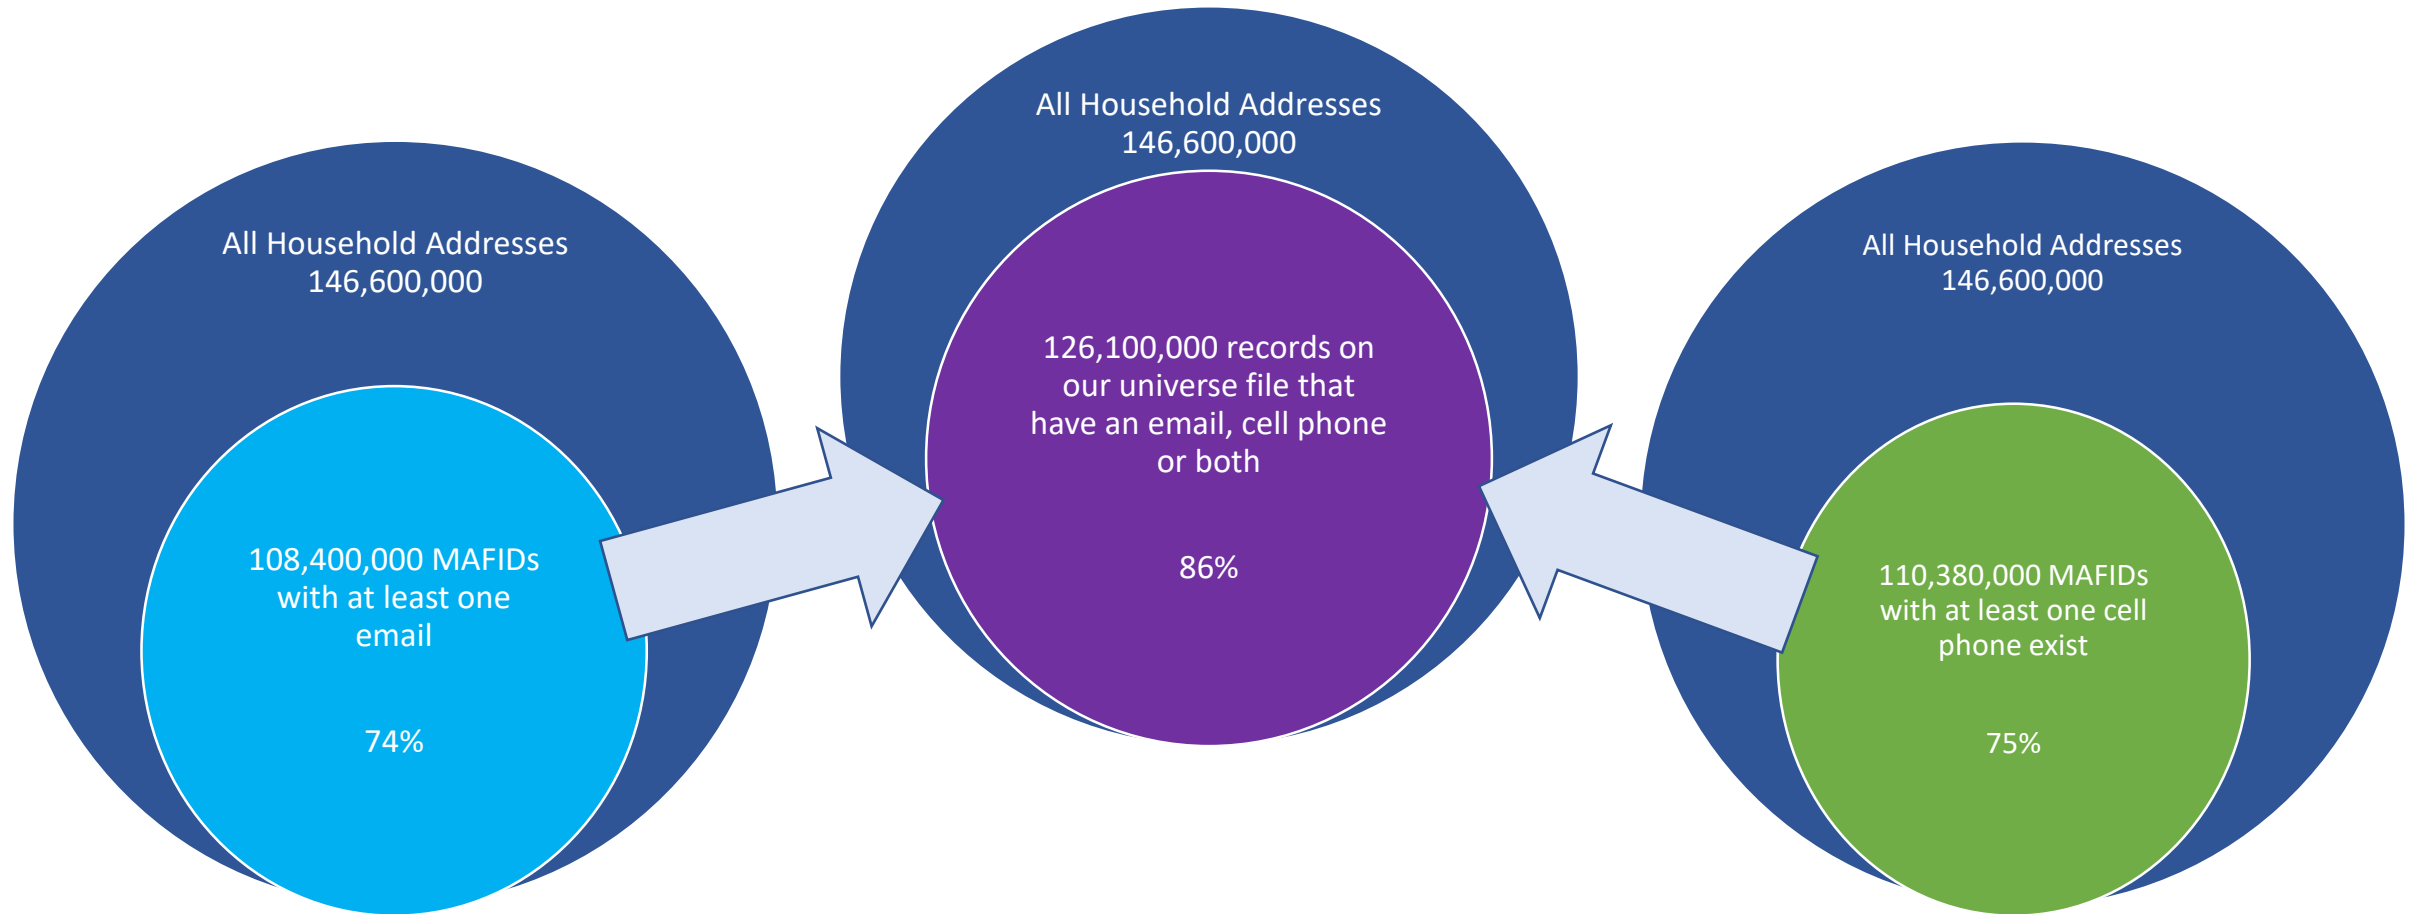 All Household Addresses
146,600,000
108,400,000 MAFIDs
with at least one
email
74%
All Household Addresses
146,600,000
126,100,000 records on
our universe file that
have an email, cell phone
or both
86%
All Household Addresses
146,600,000
110,380,000 MAFIDs
with at least one cell
phone exist
75%